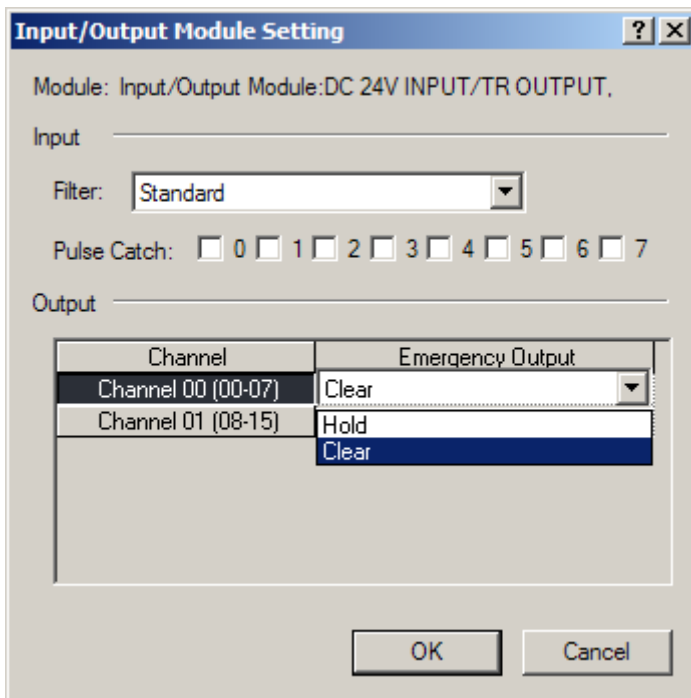 Input/Output Module Setting
Module: Input/Output Module:DC 24V INPUT/TR OUTPUT,
Input
Filter: Standard
Pulse Catch: 0 1 2 3 4 5 6 7
Output
Channel Emergency Output
Channel 00 (00-07) Clear
Channel 01 (08-15) Hold
Clear
OK Cancel